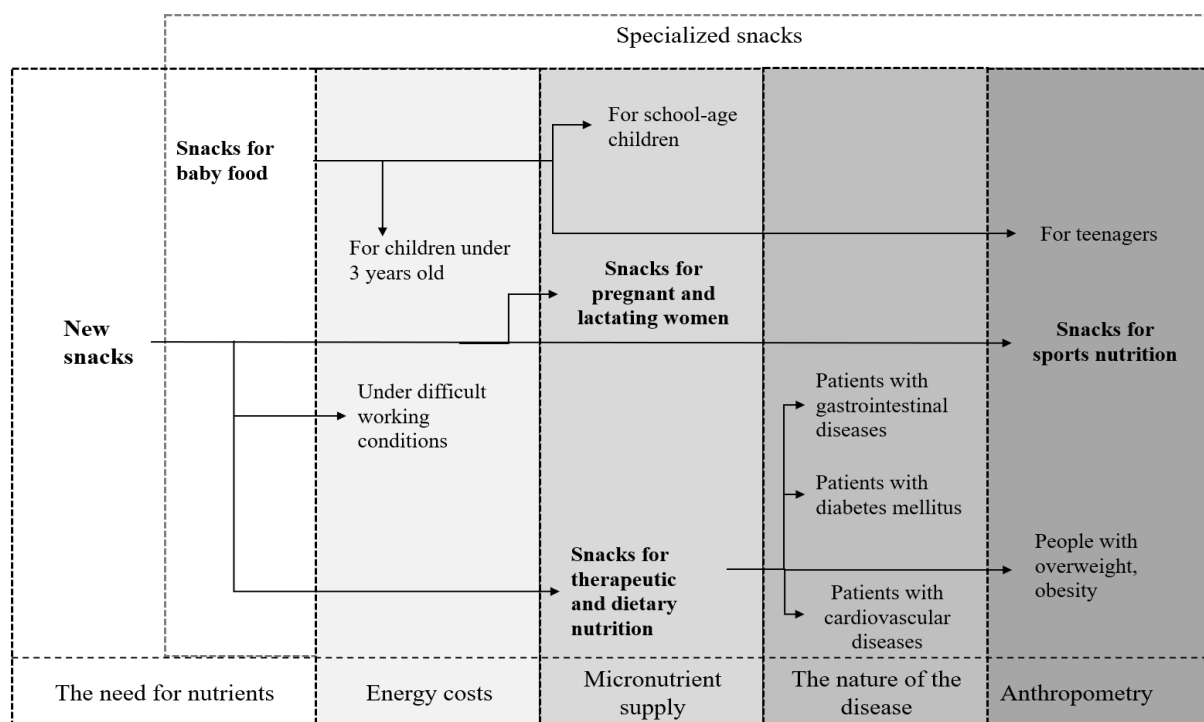 Specialized snacks
Snacks for
baby food
For school-age
children
For children under
3 years old
For teenagers
Snacks for
pregnant and
lactating women
New
snacks
Snacks for
sports nutrition
Under difficult
working
conditions
Patients with
gastrointestinal
diseases
Patients with
diabetes mellitus
Snacks for
therapeutic
and dietary
nutrition
People with
overweight,
obesity
Patients with
cardiovascular
diseases
The need for nutrients
Energy costs
Micronutrient
supply
The nature of the
disease
Anthropometry